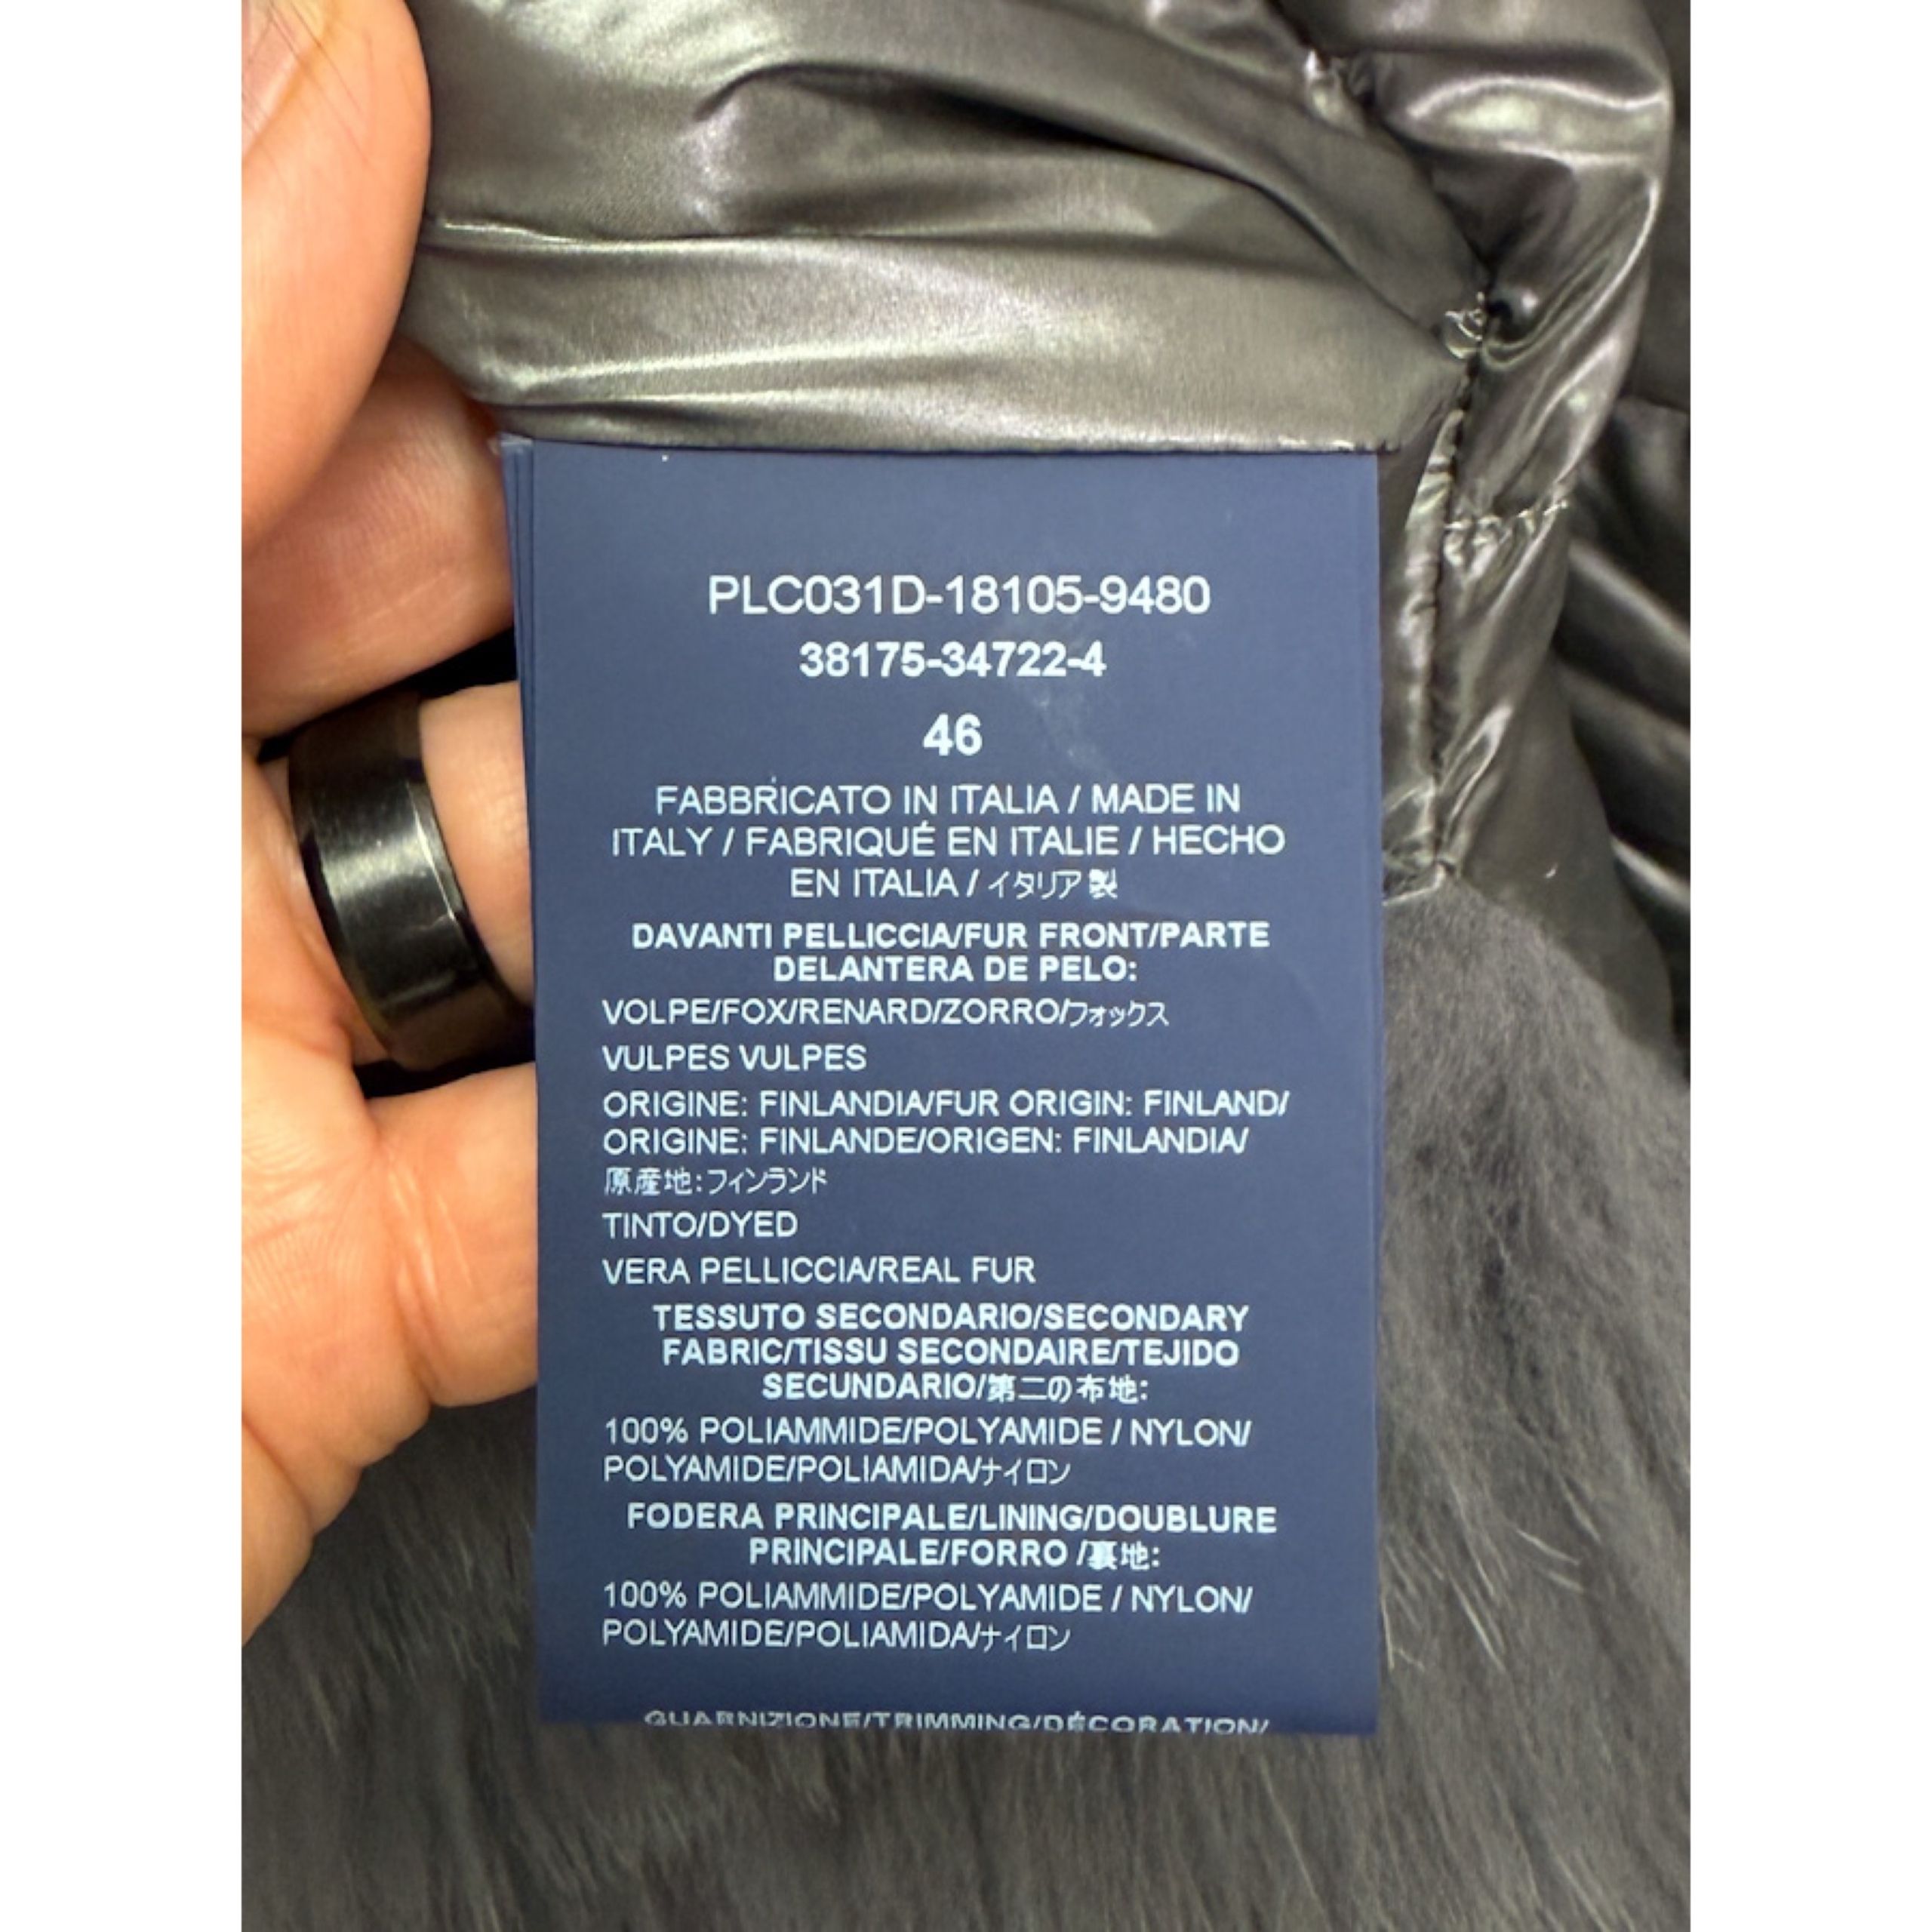 PLC031D-18105-9480
38175-34722-4
46
FABBRICATO IN ITALIA / MADE IN
ITALY / FABRIQUÉ EN ITALIE / HECHO
EN ITALIA / イタリア製
DAVANTI PELLICCIA/FUR FRONT/PARTE
DELANTERA DE PELO:
VOLPE/FOX/RENARD/ZORRO/フォックス
VULPES VULPES
ORIGINE: FINLANDIA/FUR ORIGIN: FINLAND/
ORIGINE: FINLANDE/ORIGEN: FINLANDIA/
原産地:フィンランド
TINTO/DYED
VERA PELLICCIA/REAL FUR
TESSUTO SECONDARIO/SECONDARY
FABRIC/TISSU SECONDAIRE/TEJIDO
SECUNDARIO/第二の布地:
100% POLIAMMIDE/POLYAMIDE / NYLON/
POLYAMIDE/POLIAMIDA/ナイロン
FODERA PRINCIPALE/LINING/DOUBLURE
PRINCIPALE/FORRO /裏地:
100% POLIAMMIDE/POLYAMIDE / NYLON/
POLYAMIDE/POLIAMIDA/ナイロン
GUARNIZIONE/TRIMMING/DÉCORATION/